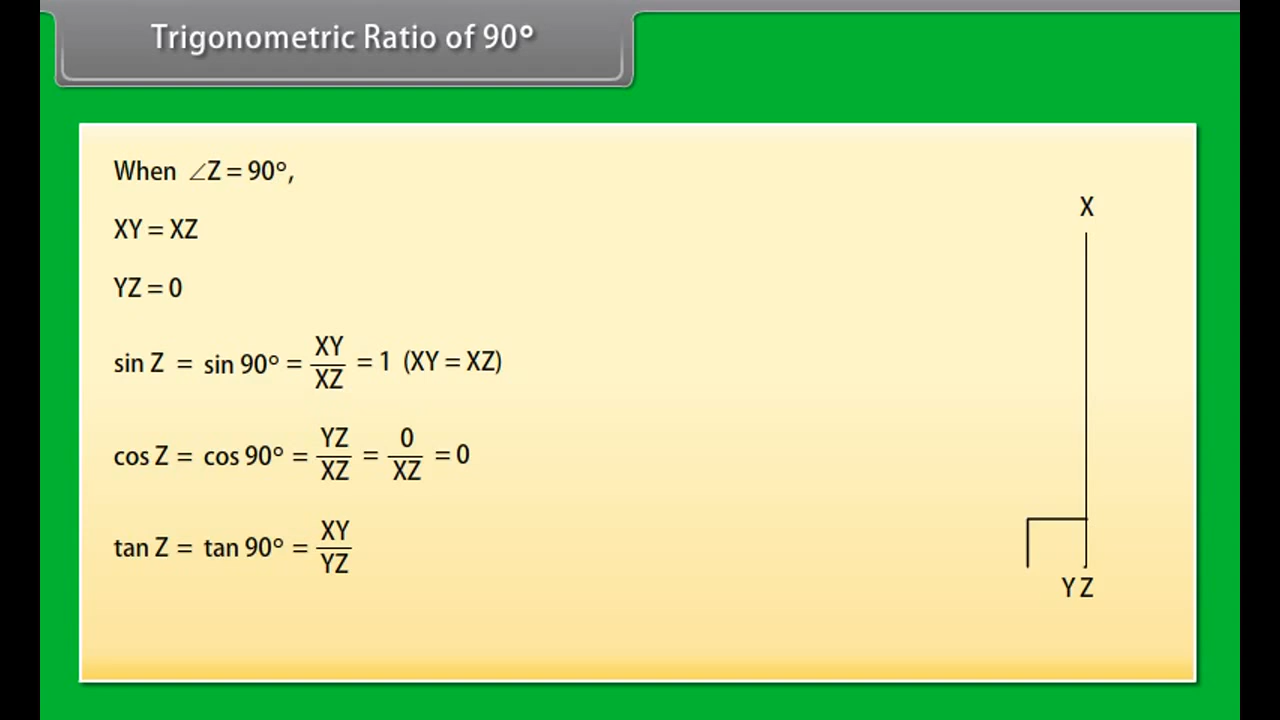 Trigonometric Ratio of 90°
When ∠Z = 90°,
XY = XZ
YZ = 0
sin Z = sin 90° = XY/XZ = 1 (XY = XZ)
cos Z = cos 90° = YZ/XZ = 0/XZ = 0
tan Z = tan 90° = XY/YZ
X
Y Z